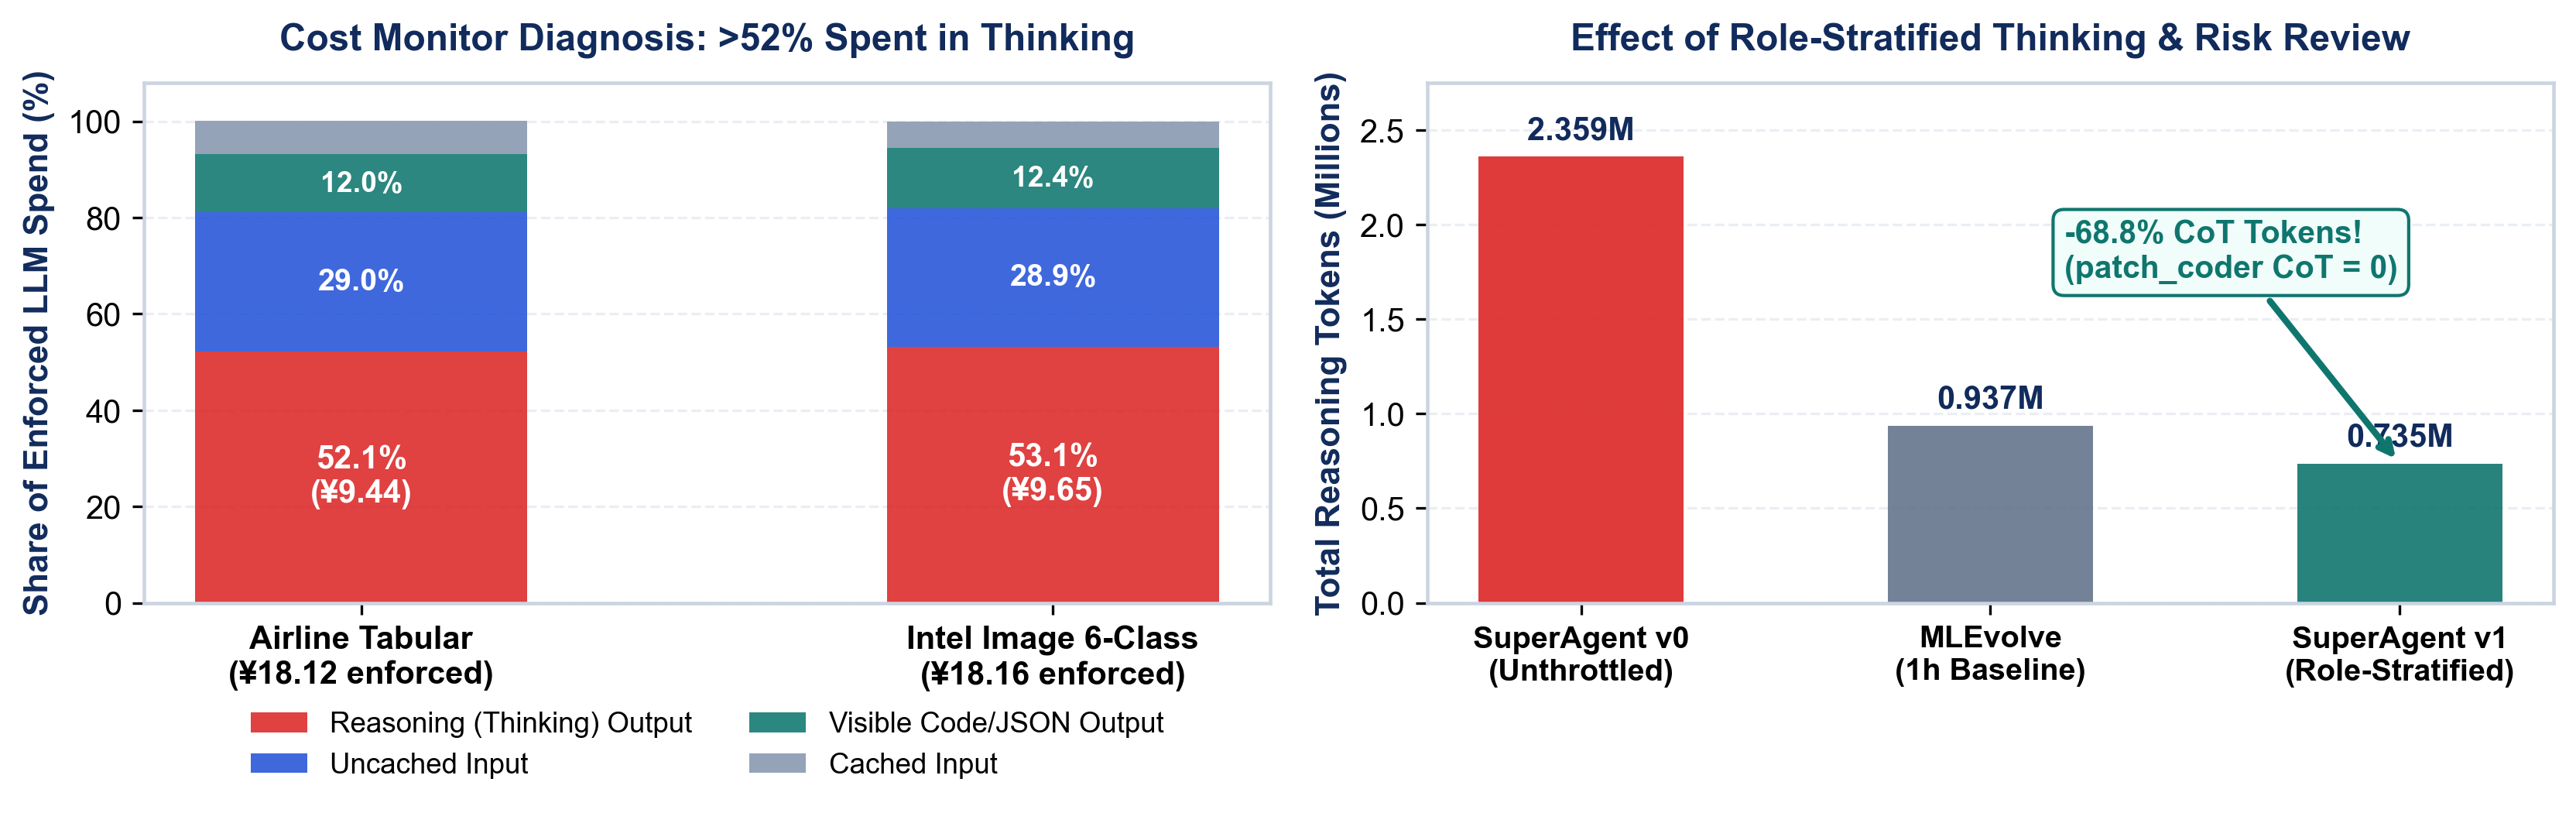 Cost Monitor Diagnosis: >52% Spent in Thinking
Share of Enforced LLM Spend (%)
100
80
60
40
20
0
12.0%
29.0%
52.1%
(¥9.44)
12.4%
28.9%
53.1%
(¥9.65)
Airline Tabular
(¥18.12 enforced)
Intel Image 6-Class
(¥18.16 enforced)
Reasoning (Thinking) Output
Uncached Input
Visible Code/JSON Output
Cached Input
Effect of Role-Stratified Thinking & Risk Review
Total Reasoning Tokens (Millions)
2.5
2.0
1.5
1.0
0.5
0.0
2.359M
0.937M
0.735M
-68.8% CoT Tokens!
(patch_coder CoT = 0)
SuperAgent v0
(Unthrottled)
MLEvolve
(1h Baseline)
SuperAgent v1
(Role-Stratified)